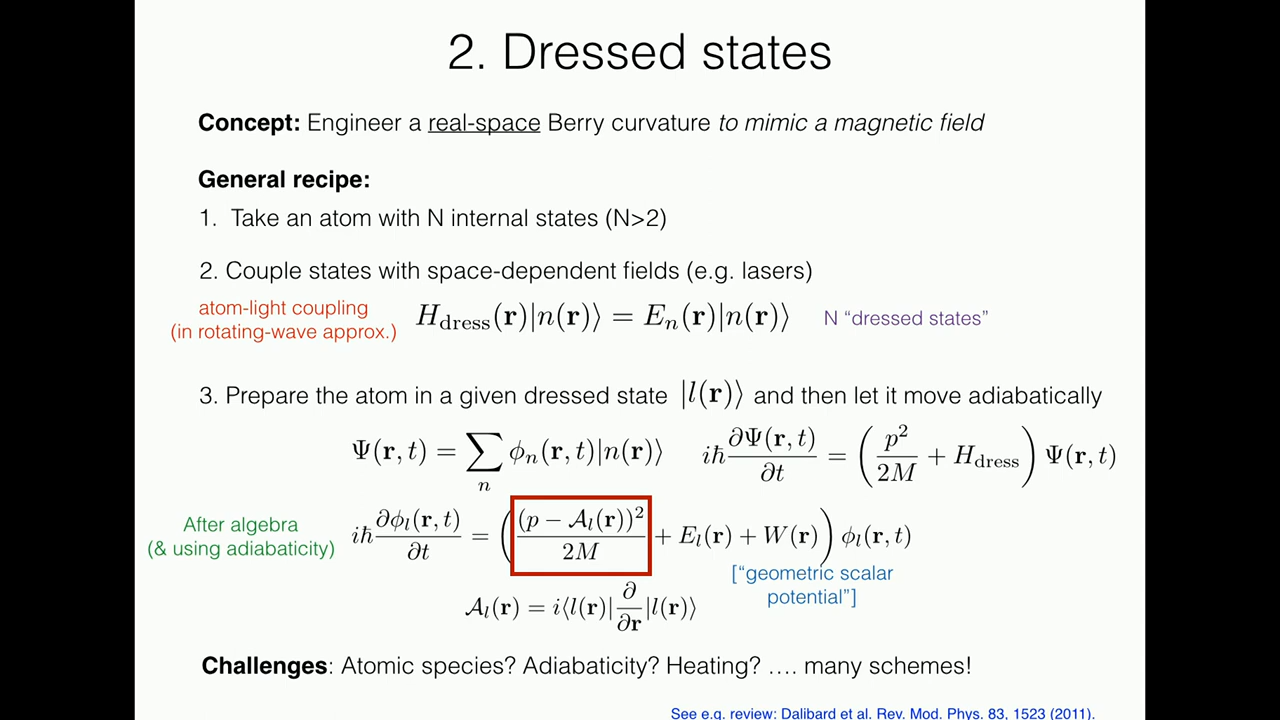 2. Dressed states
Concept: Engineer a real-space Berry curvature to mimic a magnetic field
General recipe:
1. Take an atom with N internal states (N>2)
2. Couple states with space-dependent fields (e.g. lasers)
atom-light coupling
(in rotating-wave approx.)
H_dress(r)|n(r)⟩ = E_n(r)|n(r)⟩
N “dressed states”
3. Prepare the atom in a given dressed state |l(r)⟩ and then let it move adiabatically
Ψ(r, t) = ∑_n ϕ_n(r, t)|n(r)⟩
iħ ∂Ψ(r, t)/∂t = (p²/2M + H_dress) Ψ(r, t)
After algebra
(& using adiabaticity)
iħ ∂ϕ_l(r, t)/∂t = ((p − 𝒜_l(r))²/2M + E_l(r) + W(r)) ϕ_l(r, t)
[“geometric scalar
potential”]
𝒜_l(r) = i⟨l(r)|∂/∂r|l(r)⟩
Challenges: Atomic species? Adiabaticity? Heating? .... many schemes!
See e.g. review: Dalibard et al. Rev. Mod. Phys. 83, 1523 (2011).